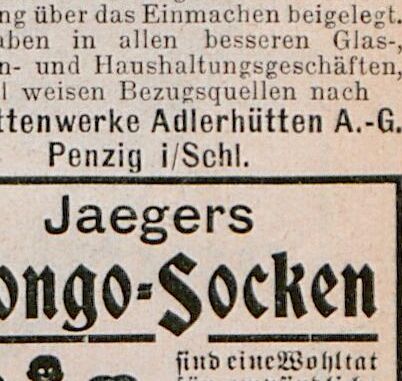 ng über das Einmachen beigelegt.
aben in allen besseren Glas-,
n- und Haushaltungsgeschäften,
l weisen Bezugsquellen nach
ttenwerke Adlerhütten A.-G.
Penzig i/Schl.
Jaegers
ongo-Socken
sind eine Wohltat